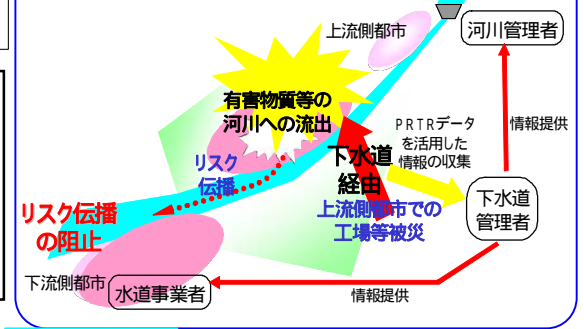 上流側都市
河川管理者
有害物質等の
河川への流出
PRTRデータ
を活用した
情報の収集
情報提供
下水道
経由
リスク
伝播
上流側都市での
工場等被災
下水道
管理者
リスク伝播
の阻止
下流側都市
水道事業者
情報提供